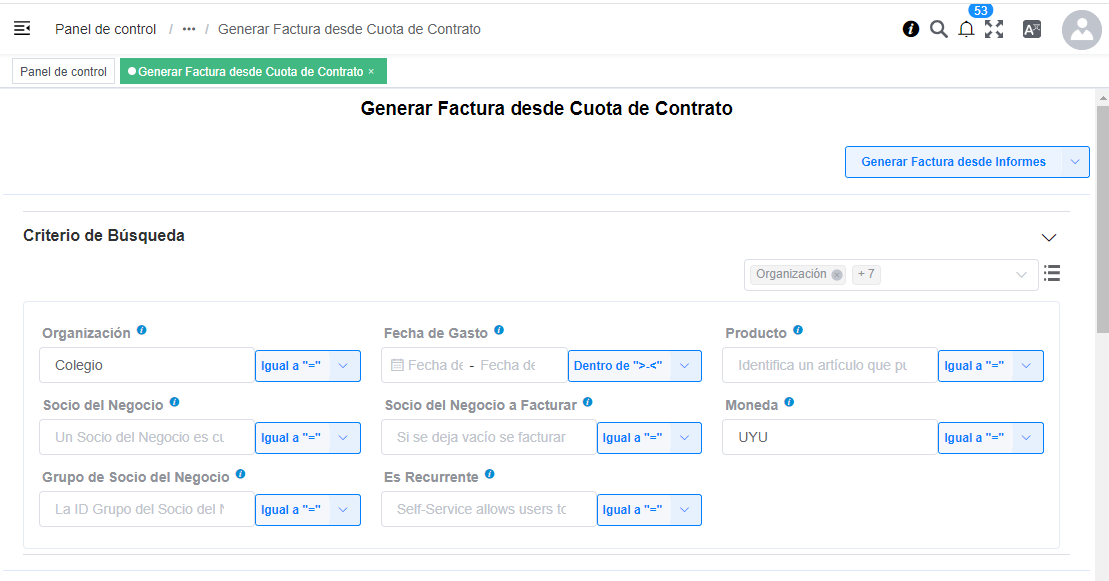 53
Panel de control / ••• / Generar Factura desde Cuota de Contrato
Panel de control
Generar Factura desde Cuota de Contrato ×
Generar Factura desde Cuota de Contrato
Generar Factura desde Informes
Criterio de Búsqueda
Organización + 7
Organización Fecha de Gasto Producto
Colegio Igual a "=" Fecha de - Fecha de Dentro de ">-<" Identifica un artículo que Igual a "="
Socio del Negocio Socio del Negocio a Facturar Moneda
Un Socio del Negocio es Igual a "=" Si se deja vacío se facturar Igual a "=" UYU Igual a "="
Grupo de Socio del Negocio Es Recurrente
La ID Grupo del Socio del Igual a "=" Self-Service allows users to Igual a "="